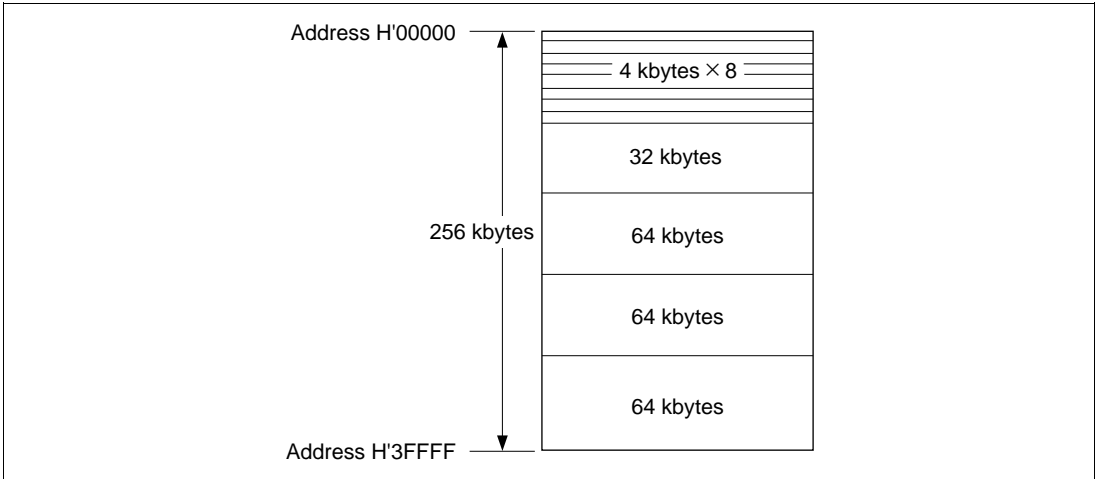 Address H'00000
4 kbytes × 8
32 kbytes
256 kbytes
64 kbytes
64 kbytes
64 kbytes
Address H'3FFFF